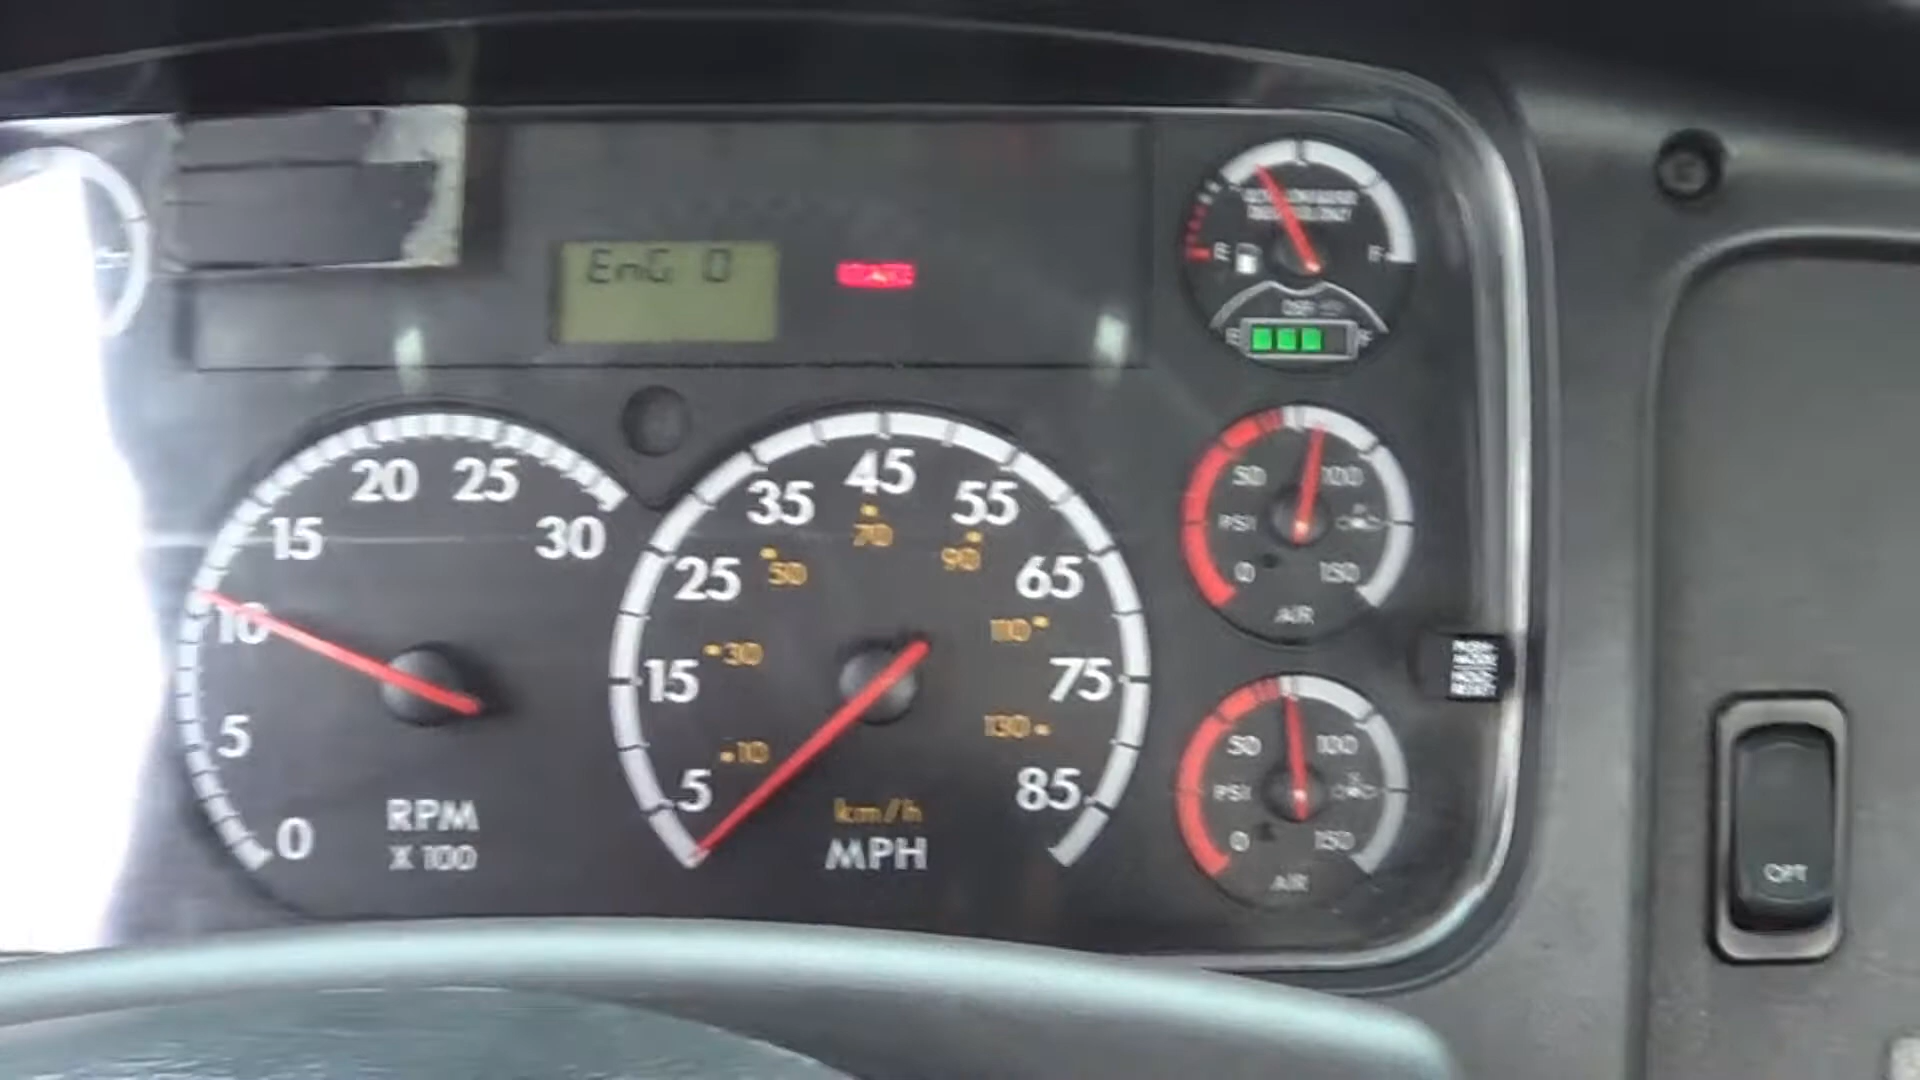 EnG 0
E F
DEF
E F
20 25
15 30
10
5
0
RPM
X 100
45
35 55
25 65
15 75
5 85
70
50 90
30 110
10 130
km/h
MPH
50 100
PSI
0 150
AIR
50 100
PSI
0 150
AIR
OPT